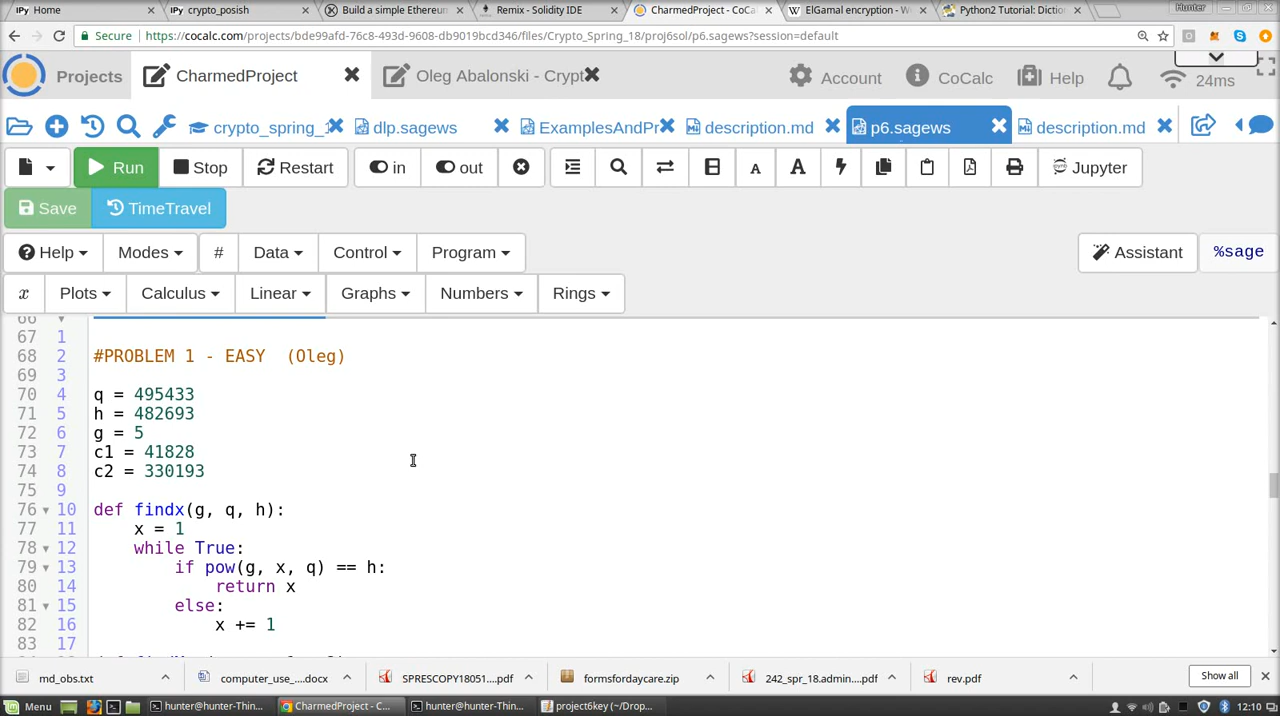 Home
crypto_posish
Build a simple Ethereum
Remix - Solidity IDE
CharmedProject - CoCa
ElGamal encryption - W
Python2 Tutorial: Diction
Hunter
Secure
https://cocalc.com/projects/bde99afd-76c8-493d-9608-db9019bcd346/files/Crypto_Spring_18/proj6sol/p6.sagews?session=default
Projects
CharmedProject
Oleg Abalonski - Crypt
Account
CoCalc
Help
24ms
crypto_spring_1
dlp.sagews
ExamplesAndPr
description.md
p6.sagews
description.md
Run
Stop
Restart
in
out
A
A
Jupyter
Save
TimeTravel
Help
Modes
#
Data
Control
Program
Assistant
%sage
x
Plots
Calculus
Linear
Graphs
Numbers
Rings
66
67 1
68 2 #PROBLEM 1 - EASY (Oleg)
69 3
70 4 q = 495433
71 5 h = 482693
72 6 g = 5
73 7 c1 = 41828
74 8 c2 = 330193
75 9
76 10 def findx(g, q, h):
77 11 x = 1
78 12 while True:
79 13 if pow(g, x, q) == h:
80 14 return x
81 15 else:
82 16 x += 1
83 17
md_obs.txt
computer_use_....docx
SPRESCOPY18051....pdf
formsfordaycare.zip
242_spr_18.admin....pdf
rev.pdf
Show all
Menu
hunter@hunter-Thin...
CharmedProject - C...
hunter@hunter-Thin...
project6key (~/Drop...
12:10